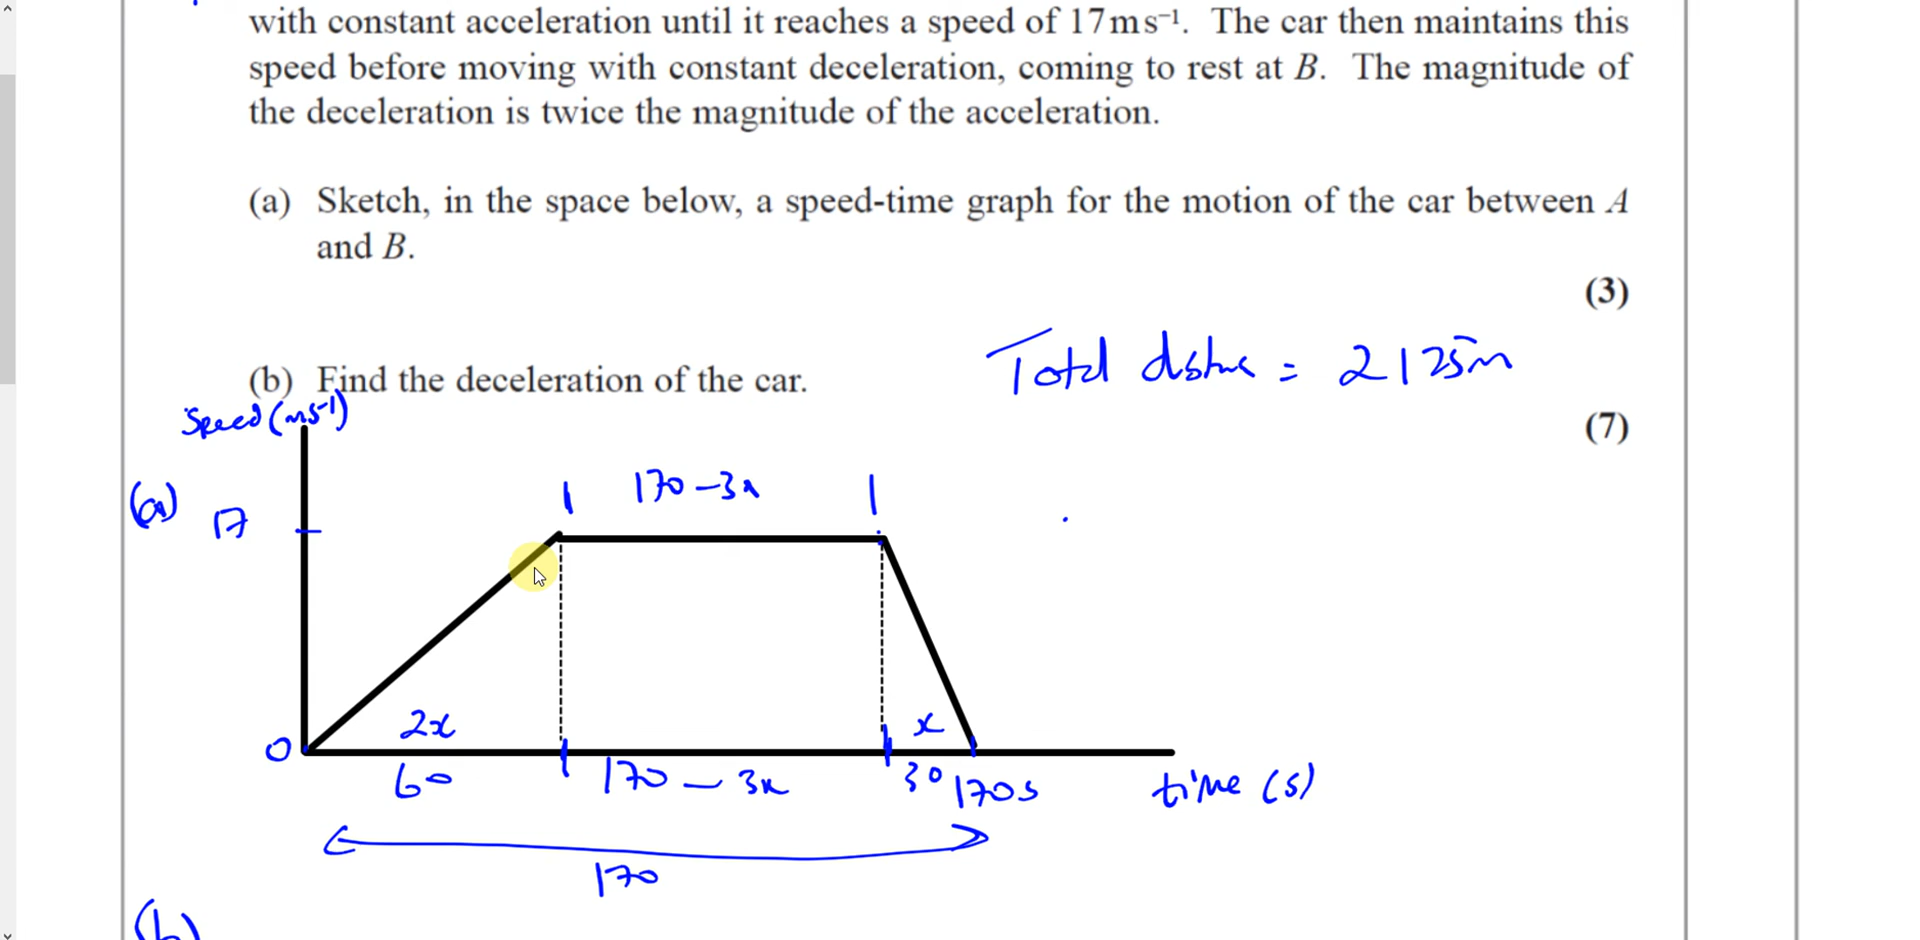 with constant acceleration until it reaches a speed of 17 m s⁻¹. The car then maintains this
speed before moving with constant deceleration, coming to rest at B. The magnitude of
the deceleration is twice the magnitude of the acceleration.
(a) Sketch, in the space below, a speed-time graph for the motion of the car between A
and B.
(3)
Total distnc = 2125m
(b) Find the deceleration of the car.
Speed (ms⁻¹)
(7)
(a)
17
170 - 3x
0
2x
x
60
170 - 3x
30
170s
time (s)
170
(b)